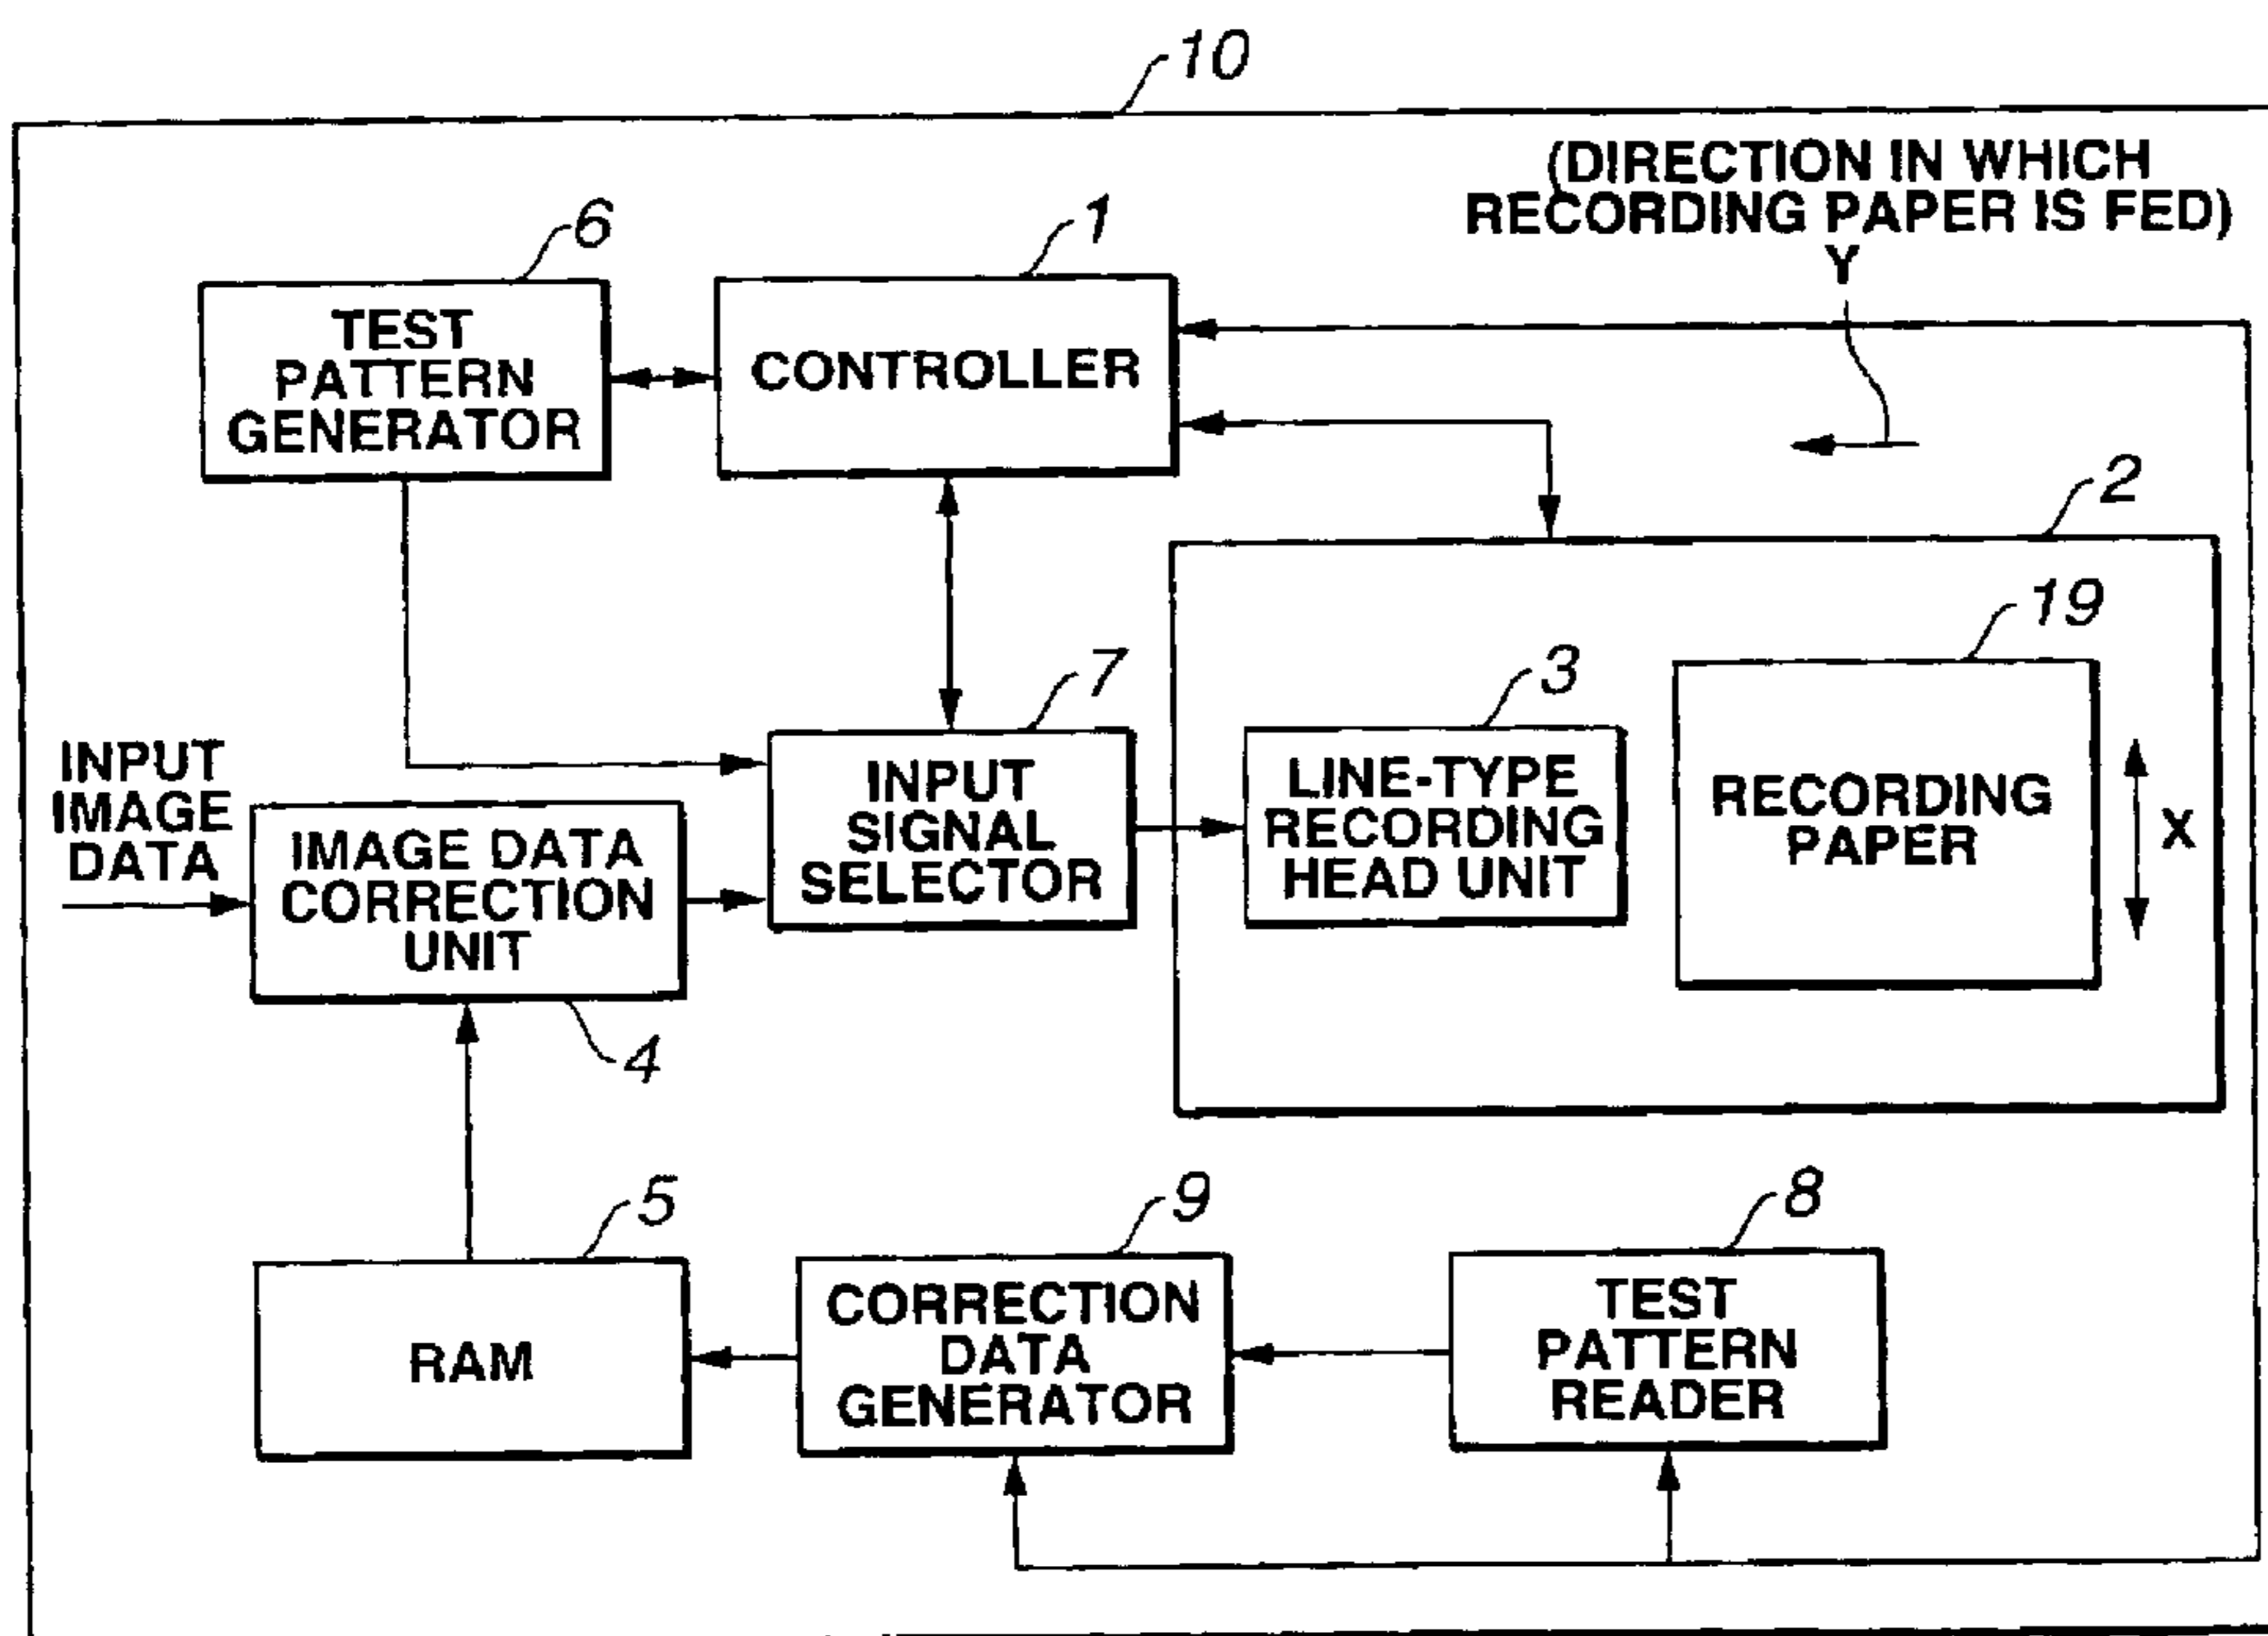 10
(DIRECTION IN WHICH
RECORDING PAPER IS FED)
Y
6
1
TEST
PATTERN
GENERATOR
CONTROLLER
2
19
7
3
INPUT
IMAGE
DATA
IMAGE DATA
CORRECTION
UNIT
INPUT
SIGNAL
SELECTOR
LINE-TYPE
RECORDING
HEAD UNIT
RECORDING
PAPER
X
4
5
9
8
RAM
CORRECTION
DATA
GENERATOR
TEST
PATTERN
READER